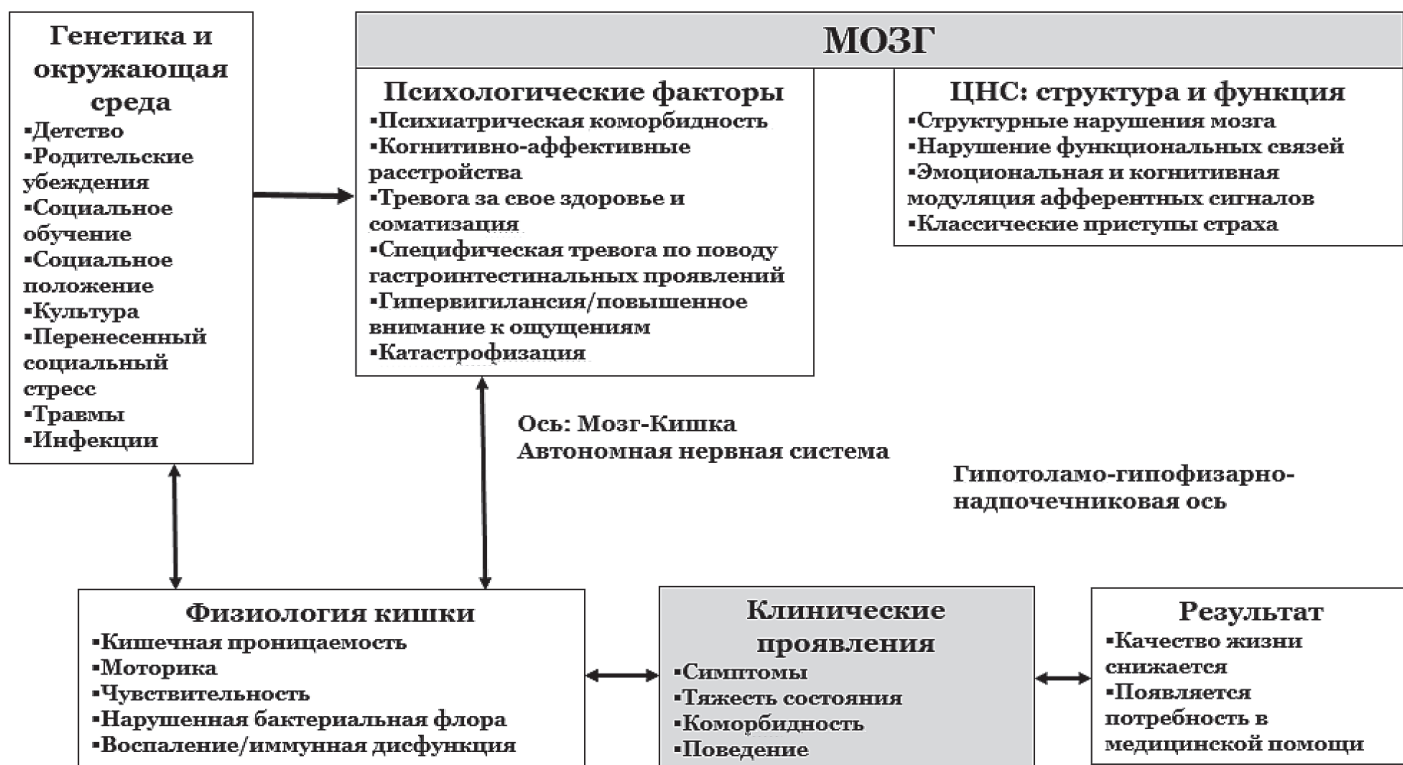 Генетика и
окружающая
среда
▪Детство
▪Родительские
убеждения
▪Социальное
обучение
▪Социальное
положение
▪Культура
▪Перенесенный
социальный
стресс
▪Травмы
▪Инфекции
МОЗГ
Психологические факторы
▪Психиатрическая коморбидность
▪Когнитивно-аффективные
расстройства
▪Тревога за свое здоровье и
соматизация
▪Специфическая тревога по поводу
гастроинтестинальных проявлений
▪Гипервигилансия/повышенное
внимание к ощущениям
▪Катастрофизация
ЦНС: структура и функция
▪Структурные нарушения мозга
▪Нарушение функциональных связей
▪Эмоциональная и когнитивная
модуляция афферентных сигналов
▪Классические приступы страха
Ось: Мозг-Кишка
Автономная нервная система
Гипотоламо-гипофизарно-
надпочечниковая ось
Физиология кишки
▪Кишечная проницаемость
▪Моторика
▪Чувствительность
▪Нарушенная бактериальная флора
▪Воспаление/иммунная дисфункция
Клинические
проявления
▪Симптомы
▪Тяжесть состояния
▪Коморбидность
▪Поведение
Результат
▪Качество жизни
снижается
▪Появляется
потребность в
медицинской помощи